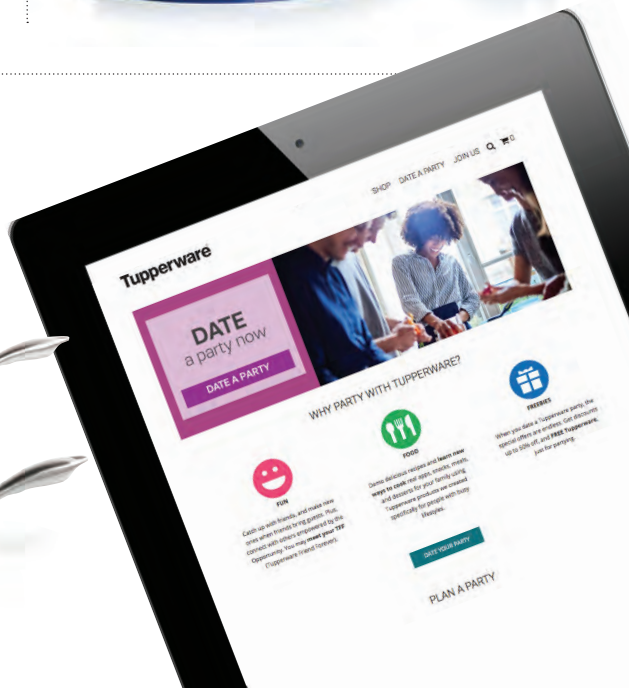 SHOP DATE A PARTY JOIN US 0
Tupperware
DATE
a party now
DATE A PARTY
WHY PARTY WITH TUPPERWARE?
FUN
Catch up with friends, and make new
ones when friends bring guests. Plus,
connect with others empowered by the
Opportunity. You may meet your TFF
(Tupperware Friend Forever).
FOOD
Demo delicious recipes and learn new
ways to cook real apps, snacks, meals,
and desserts for your family using
Tupperware products we created
specifically for people with busy
lifestyles.
FREEBIES
When you date a Tupperware party, the
special offers are endless. Get discounts
up to 50% off, and FREE Tupperware,
just for partying.
DATE YOUR PARTY
PLAN A PARTY